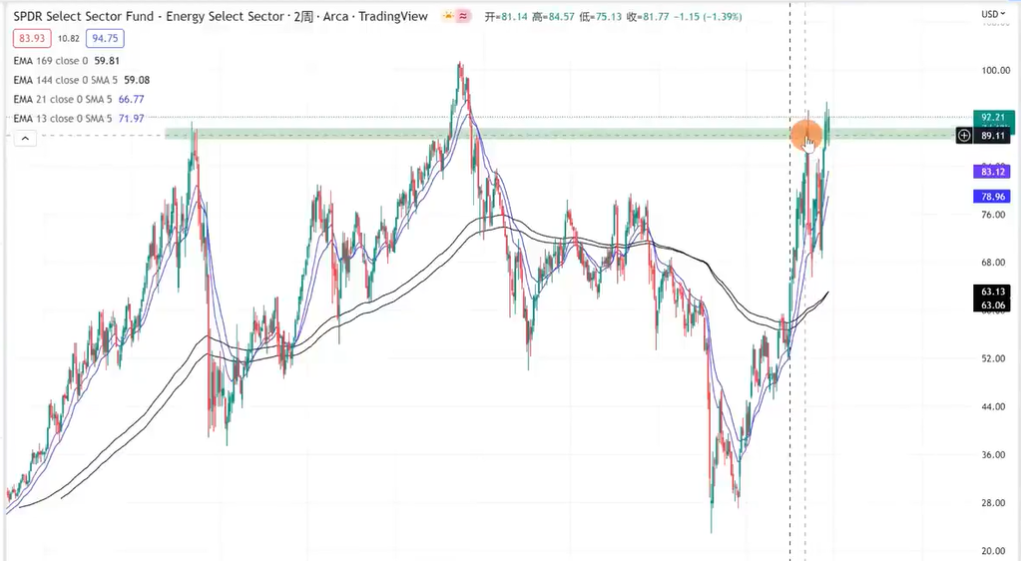 SPDR Select Sector Fund - Energy Select Sector · 2周 · Arca · TradingView 开=81.14 高=84.57 低=75.13 收=81.77 −1.15 (−1.39%) USD
83.93 10.82 94.75
EMA 169 close 0 59.81
EMA 144 close 0 SMA 5 59.08
EMA 21 close 0 SMA 5 66.77
EMA 13 close 0 SMA 5 71.97
100.00
92.21
89.11
83.12
78.96
76.00
68.00
63.13
63.06
52.00
44.00
36.00
28.00
20.00